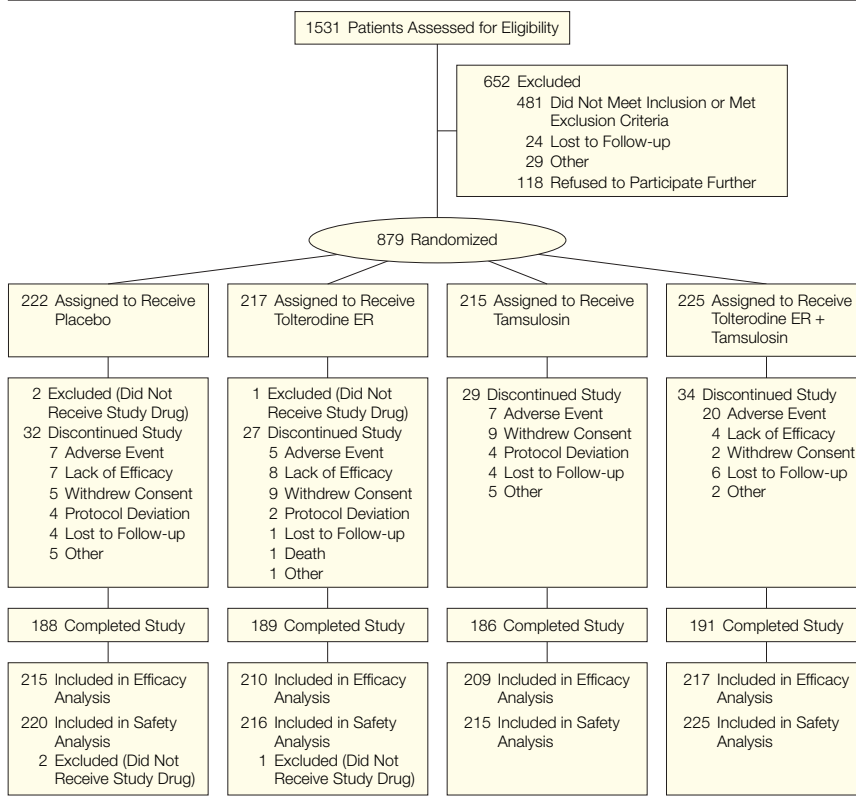 1531 Patients Assessed for Eligibility
652 Excluded
481 Did Not Meet Inclusion or Met
Exclusion Criteria
24 Lost to Follow-up
29 Other
118 Refused to Participate Further
879 Randomized
222 Assigned to Receive
Placebo
217 Assigned to Receive
Tolterodine ER
215 Assigned to Receive
Tamsulosin
225 Assigned to Receive
Tolterodine ER +
Tamsulosin
2 Excluded (Did Not
Receive Study Drug)
32 Discontinued Study
7 Adverse Event
7 Lack of Efficacy
5 Withdrew Consent
4 Protocol Deviation
4 Lost to Follow-up
5 Other
1 Excluded (Did Not
Receive Study Drug)
27 Discontinued Study
5 Adverse Event
8 Lack of Efficacy
9 Withdrew Consent
2 Protocol Deviation
1 Lost to Follow-up
1 Death
1 Other
29 Discontinued Study
7 Adverse Event
9 Withdrew Consent
4 Protocol Deviation
4 Lost to Follow-up
5 Other
34 Discontinued Study
20 Adverse Event
4 Lack of Efficacy
2 Withdrew Consent
6 Lost to Follow-up
2 Other
188 Completed Study
189 Completed Study
186 Completed Study
191 Completed Study
215 Included in Efficacy
Analysis
220 Included in Safety
Analysis
2 Excluded (Did Not
Receive Study Drug)
210 Included in Efficacy
Analysis
216 Included in Safety
Analysis
1 Excluded (Did Not
Receive Study Drug)
209 Included in Efficacy
Analysis
215 Included in Safety
Analysis
217 Included in Efficacy
Analysis
225 Included in Safety
Analysis